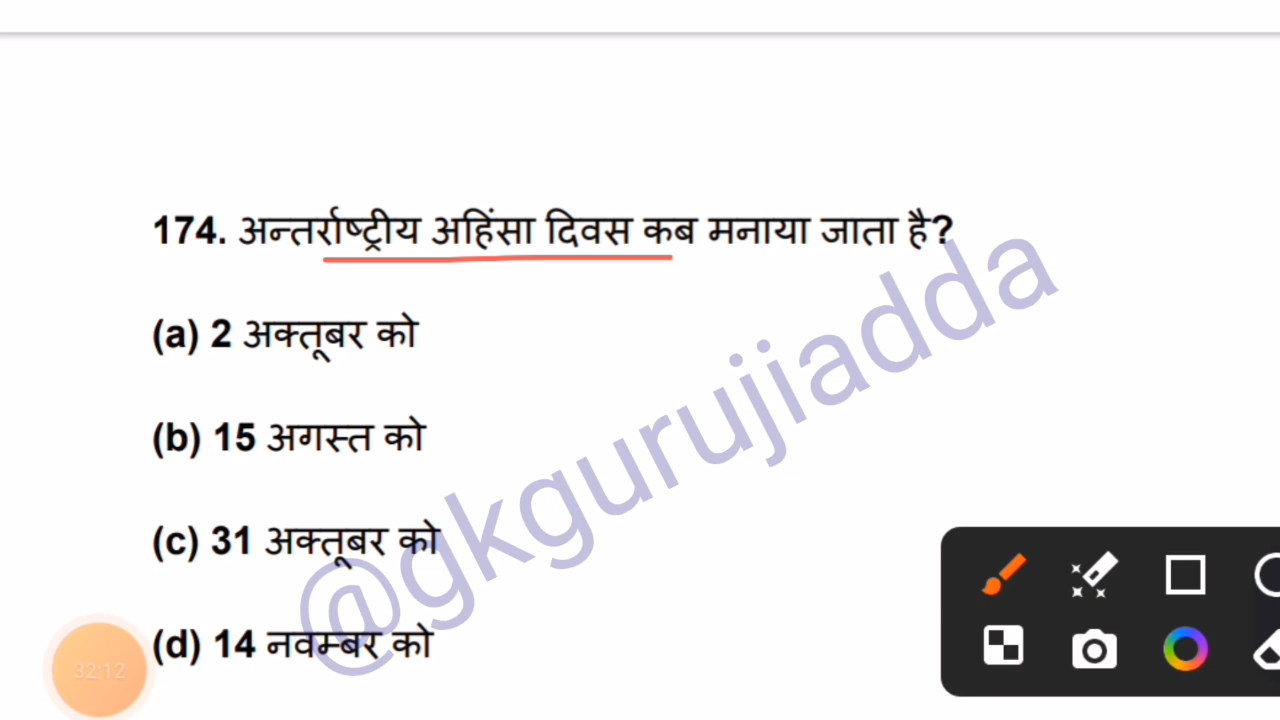 174. अन्तर्राष्ट्रीय अहिंसा दिवस कब मनाया जाता है?
(a) 2 अक्तूबर को
(b) 15 अगस्त को
(c) 31 अक्तूबर को
(d) 14 नवम्बर को
@gkgurujiadda
32:12